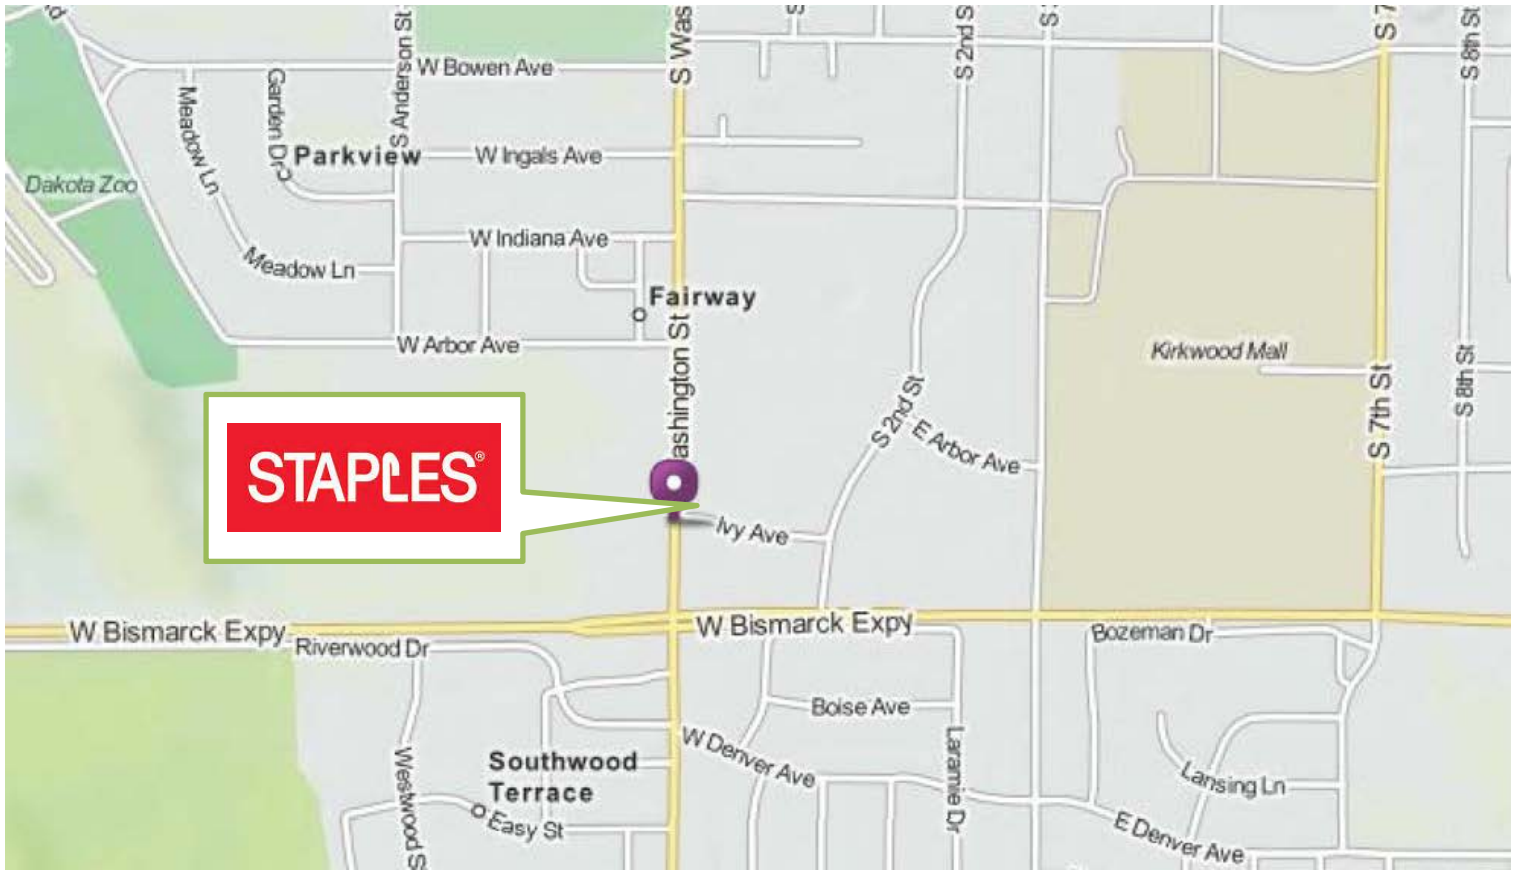 S Was
S 2nd S
S 7
S 8th St
S Anderson St
W Bowen Ave
Meadow Ln
Garden Dr
Parkview
W Ingals Ave
Dakota Zoo
W Indiana Ave
Meadow Ln
Fairway
ashington St
W Arbor Ave
Kirkwood Mall
S 7th St
S 8th St
S 2nd St
E Arbor Ave
STAPLES®
Ivy Ave
W Bismarck Expy
W Bismarck Expy
Riverwood Dr
Bozeman Dr
Boise Ave
W Denver Ave
Laramie Dr
Southwood
Terrace
Westwood S
Lansing Ln
Easy St
E Denver Ave